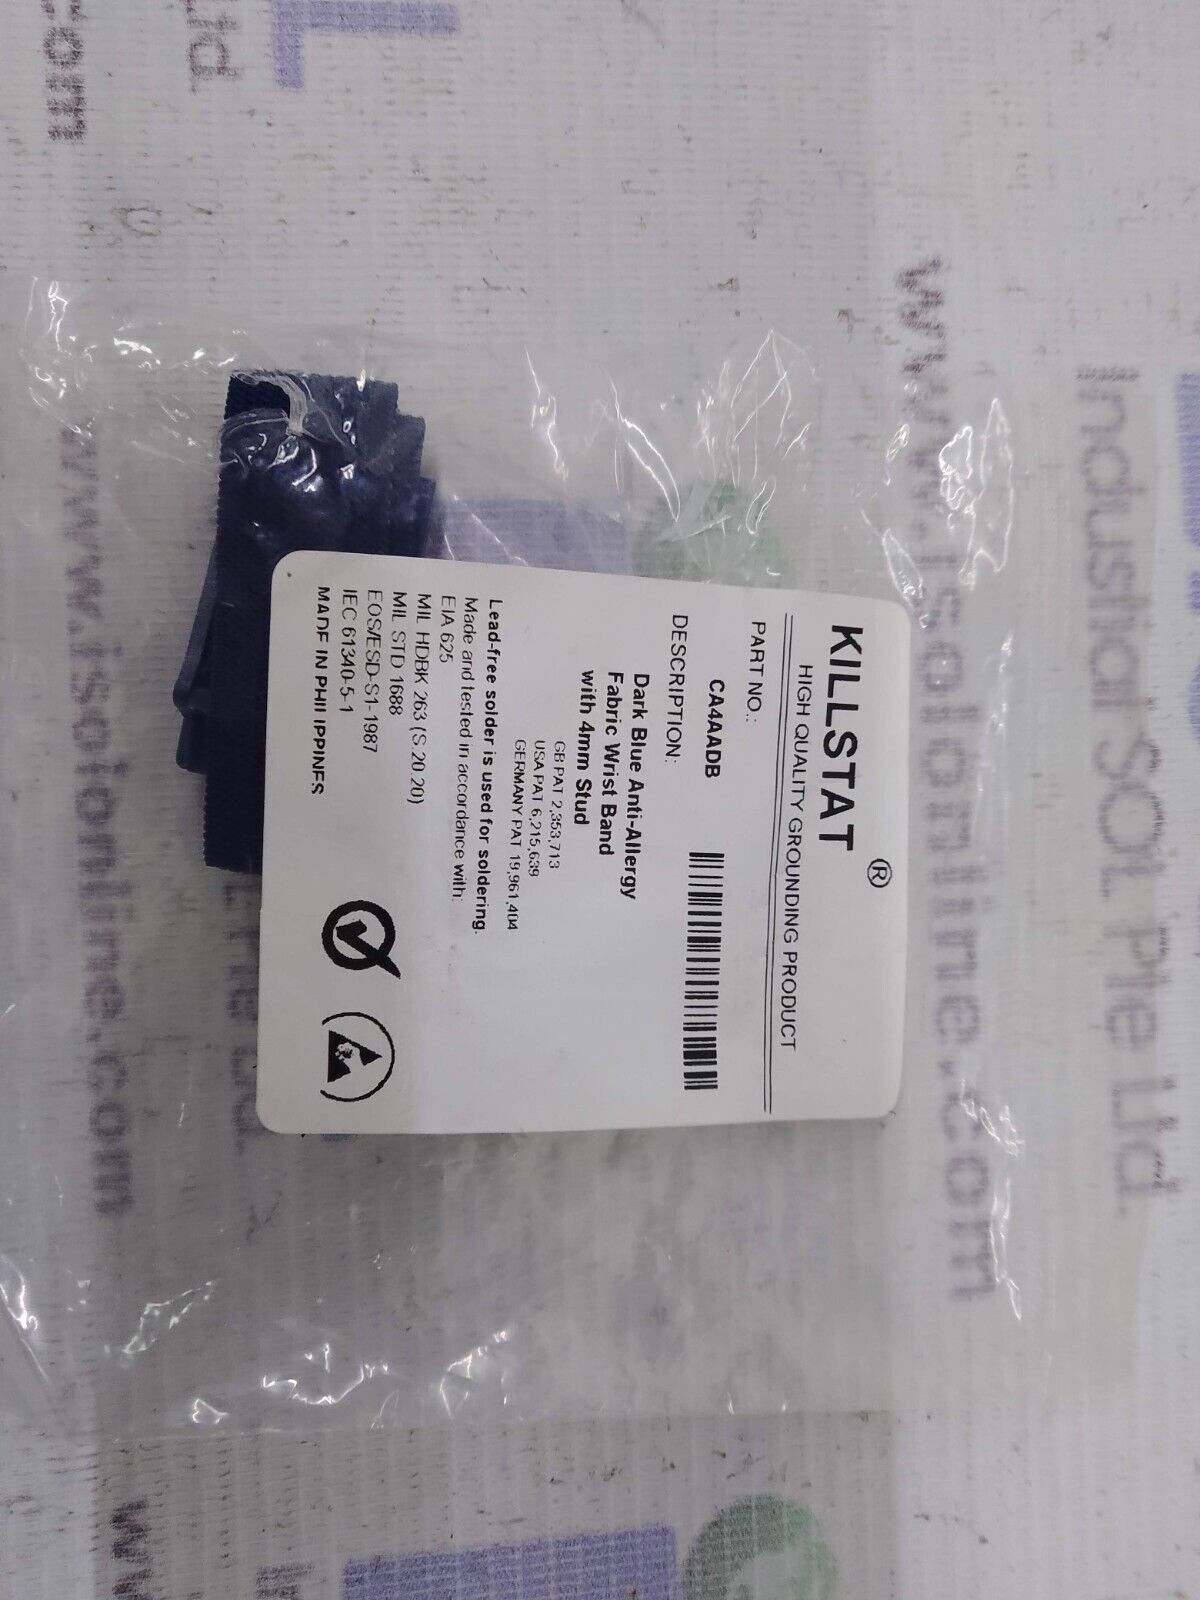 KILLSTAT ®
HIGH QUALITY GROUNDING PRODUCT
PART NO.:
CA4AADB
DESCRIPTION:
Dark Blue Anti-Allergy
Fabric Wrist Band
with 4mm Stud
GB PAT 2,353,713
USA PAT 6,215,639
GERMANY PAT 19,961,404
Lead-free solder is used for soldering.
Made and tested in accordance with:
EIA 625
MIL HDBK 263 (S 20 20)
MIL STD 1688
EOS/ESD-S1-1987
IEC 61340-5-1
MADE IN PHILIPPINES
Industrial SOL Pte Ltd.
www.isolonline.com
www.isolonline.com
.com
Ltd.